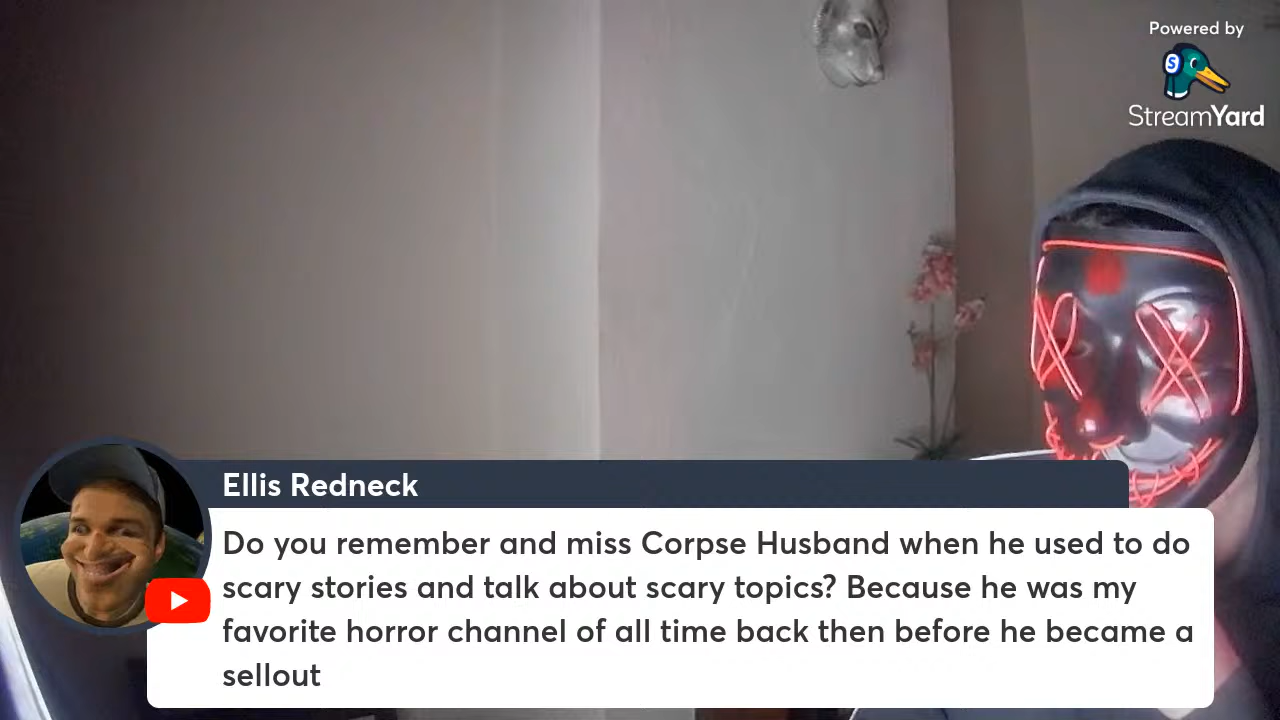 Powered by
StreamYard
Ellis Redneck
Do you remember and miss Corpse Husband when he used to do
scary stories and talk about scary topics? Because he was my
favorite horror channel of all time back then before he became a
sellout